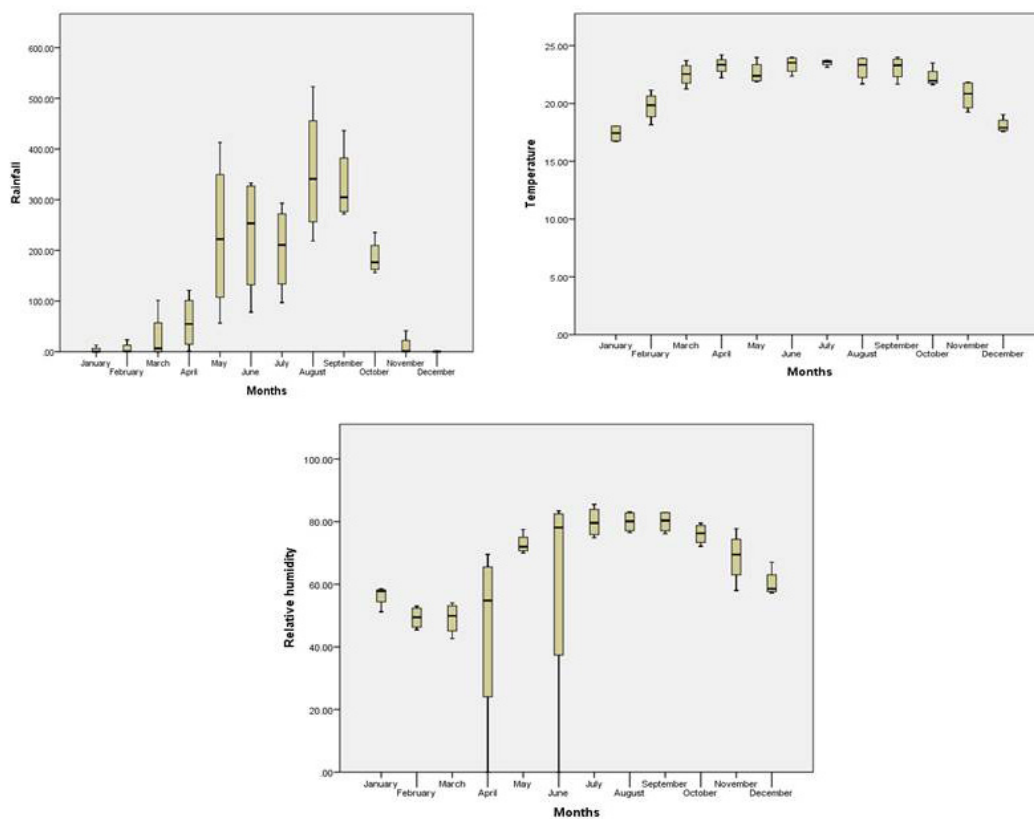 600.00
500.00
400.00
300.00
200.00
100.00
.00
Rainfall
January
February
March
April
May
June
July
August
September
October
November
December
Months
25.00
20.00
15.00
10.00
5.00
.00
Temperature
January
February
March
April
May
June
July
August
September
October
November
December
Months
100.00
80.00
60.00
40.00
20.00
.00
Relative humidity
January
February
March
April
May
June
July
August
September
October
November
December
Months